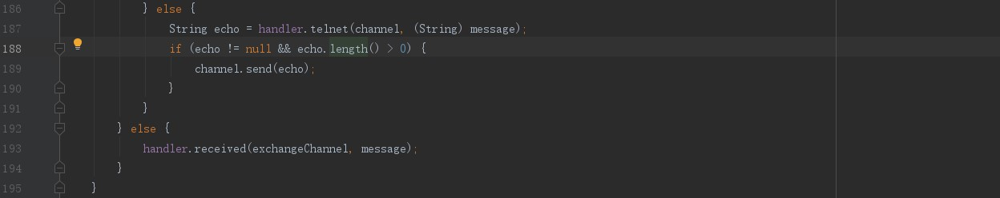 186 } else {
187 String echo = handler.telnet(channel, (String) message);
188 if (echo != null && echo.length() > 0) {
189 channel.send(echo);
190 }
191 }
192 } else {
193 handler.received(exchangeChannel, message);
194 }
195 }